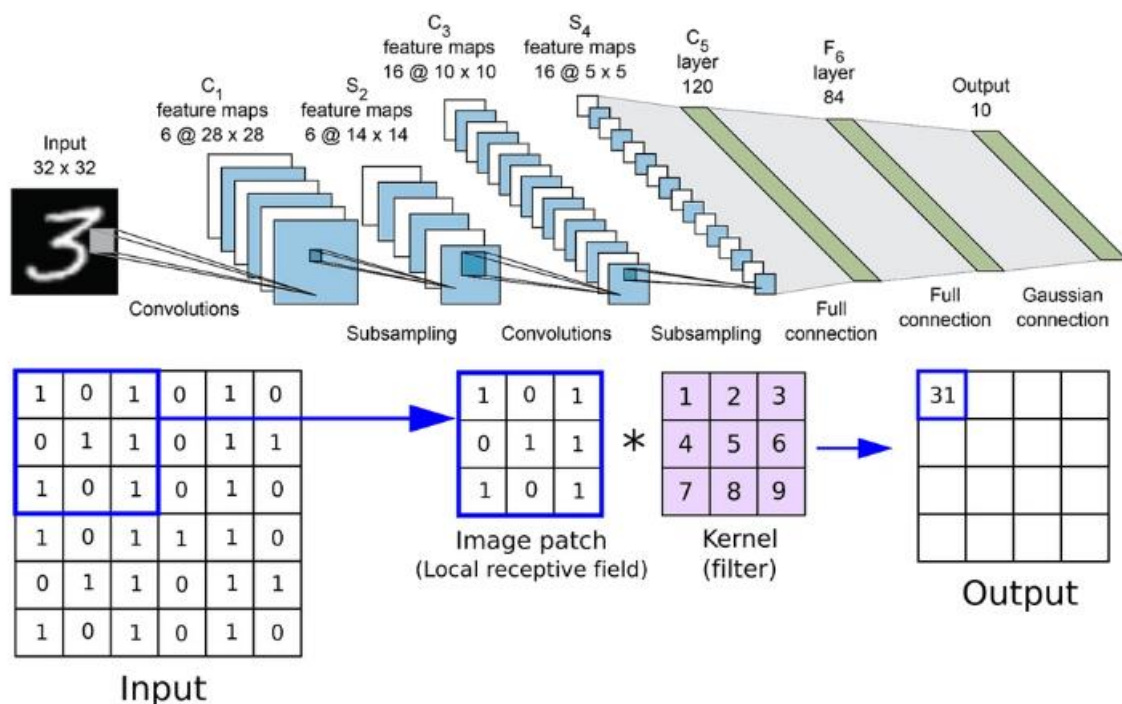 Input
32 x 32
C1
feature maps
6 @ 28 x 28
S2
feature maps
6 @ 14 x 14
C3
feature maps
16 @ 10 x 10
S4
feature maps
16 @ 5 x 5
C5
layer
120
F6
layer
84
Output
10
Convolutions
Subsampling
Convolutions
Subsampling
Full
connection
Full
connection
Gaussian
connection
1 0 1 0 1 0
0 1 1 0 1 1
1 0 1 0 1 0
1 0 1 1 1 0
0 1 1 0 1 1
1 0 1 0 1 0
Input
1 0 1
0 1 1
1 0 1
Image patch
(Local receptive field)
*
1 2 3
4 5 6
7 8 9
Kernel
(filter)
31
Output